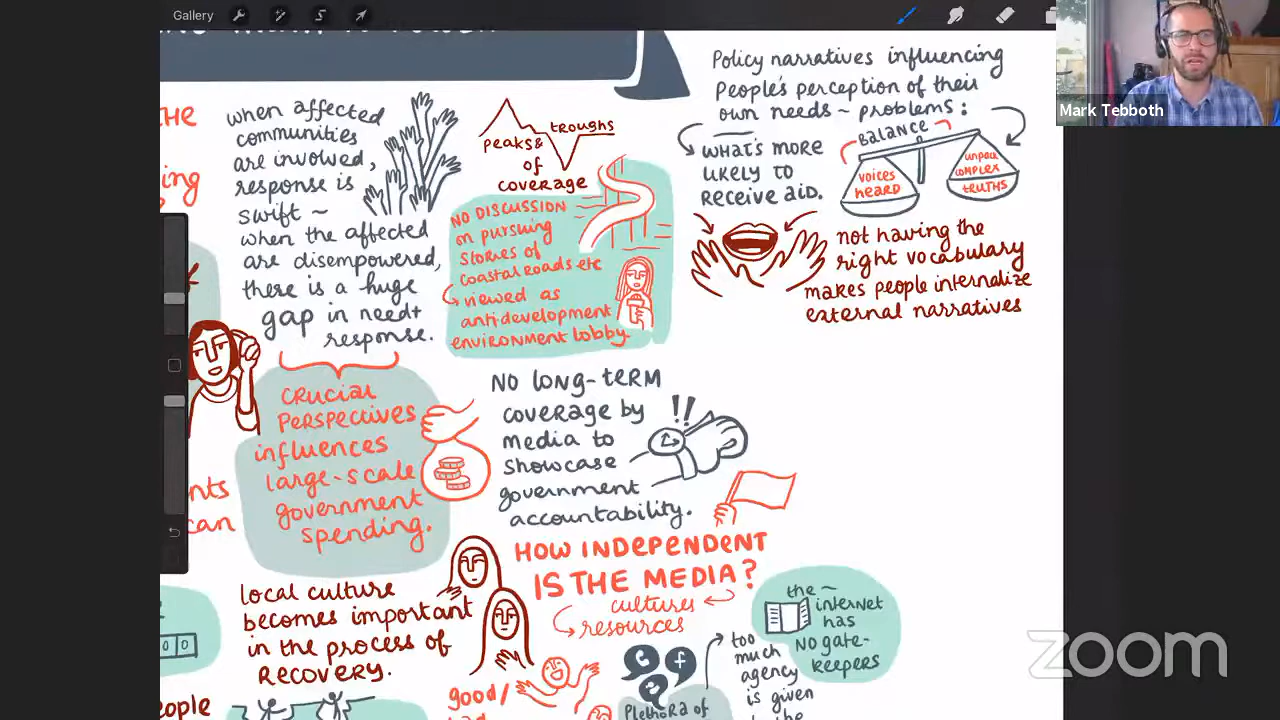 Gallery
Mark Tebboth
THE
when affected
communities
are involved,
response is
swift ~
when the affected
are disempowered,
there is a huge
gap in need+
response.
peaks &
troughs
of
coverage
NO DISCUSSION
on pursuing
stories of
coastal roads etc
viewed as
anti-development
environment lobby.
Policy narratives influencing
People's perception of their
own needs ~ problems:
WHAT'S MORE
LIKELY TO
RECEIVE AID.
BALANCE
VOICES
HEARD
unpack
complex
TRUTHS
not having the
right vocabulary
makes people internalize
external narratives
CRUCIAL
PERSPECTIVES
influences
large-scale
government
spending.
NO LONG-TERM
coverage by
media to
showcase
government
accountability.
!!
HOW INDEPENDENT
IS THE MEDIA?
cultures
resources
local culture
becomes important
in the process of
RECOVERY.
the ~
internet
has
NO gate-
keepers
too
much
agency
is given
good/
Plethora of
can
zoom